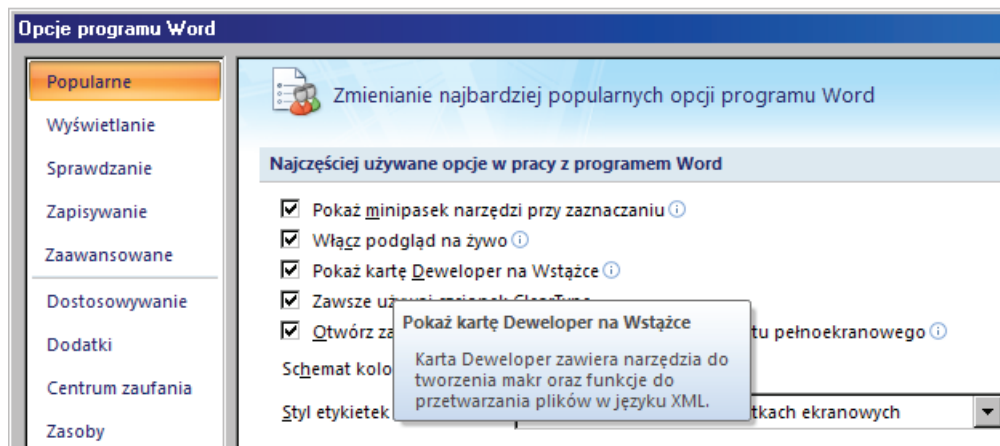 Opcje programu Word
Popularne
Wyświetlanie
Sprawdzanie
Zapisywanie
Zaawansowane
Dostosowywanie
Dodatki
Centrum zaufania
Zasoby
Zmienianie najbardziej popularnych opcji programu Word
Najczęściej używane opcje w pracy z programem Word
Pokaż minipasek narzędzi przy zaznaczaniu
Włącz podgląd na żywo
Pokaż kartę Deweloper na Wstążce
Zawsze używaj czcionek ClearType
Otwórz za tu pełnoekranowego
Schemat kolo
Styl etykietek tkach ekranowych
Pokaż kartę Deweloper na Wstążce
Karta Deweloper zawiera narzędzia do
tworzenia makr oraz funkcje do
przetwarzania plików w języku XML.